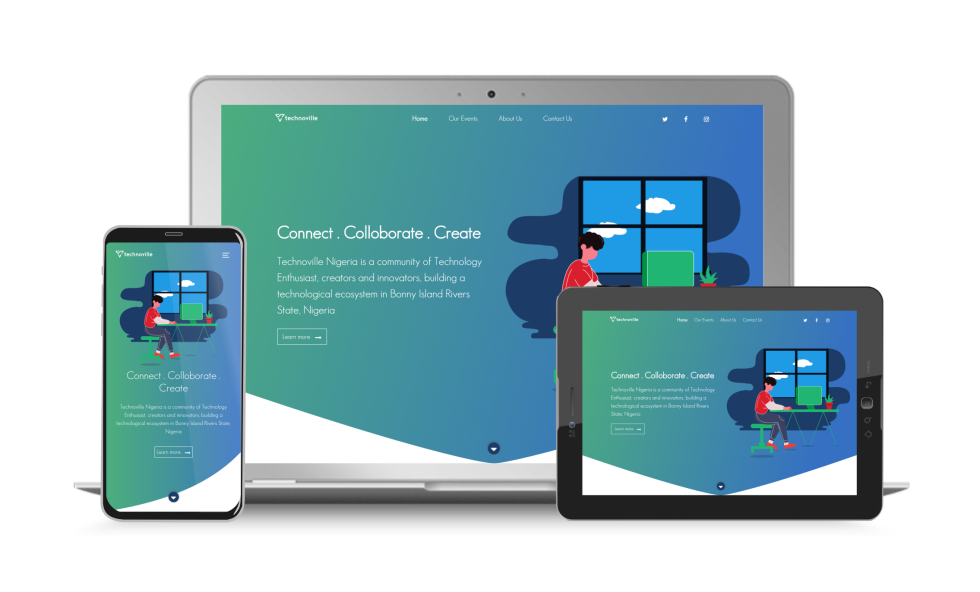 technoville
Home Our Events About Us Contact Us
Connect . Colloborate . Create
Technoville Nigeria is a community of Technology
Enthusiast, creators and innovators, building a
technological ecosystem in Bonny Island Rivers
State, Nigeria
Learn more
technoville
Connect . Colloborate .
Create
Technoville Nigeria is a community of Technology
Enthusiast, creators and innovators, building a
technological ecosystem in Bonny Island Rivers State,
Nigeria
Learn more
technoville
Home Our Events About Us Contact Us
Connect . Colloborate . Create
Technoville Nigeria is a community of Technology
Enthusiast, creators and innovators, building a
technological ecosystem in Bonny Island Rivers
State, Nigeria
Learn more